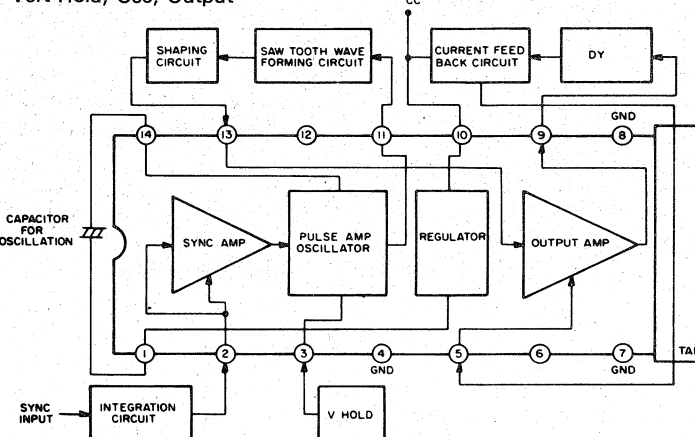 Vert Hold, Osc, Output
CC
SHAPING
CIRCUIT
SAW TOOTH WAVE
FORMING CIRCUIT
CURRENT FEED
BACK CIRCUIT
DY
GND
14
13
12
11
10
9
8
CAPACITOR
FOR
OSCILLATION
SYNC AMP
PULSE AMP
OSCILLATOR
REGULATOR
OUTPUT AMP
TAB
1
2
3
4
5
6
7
GND
GND
SYNC
INPUT
INTEGRATION
CIRCUIT
V HOLD